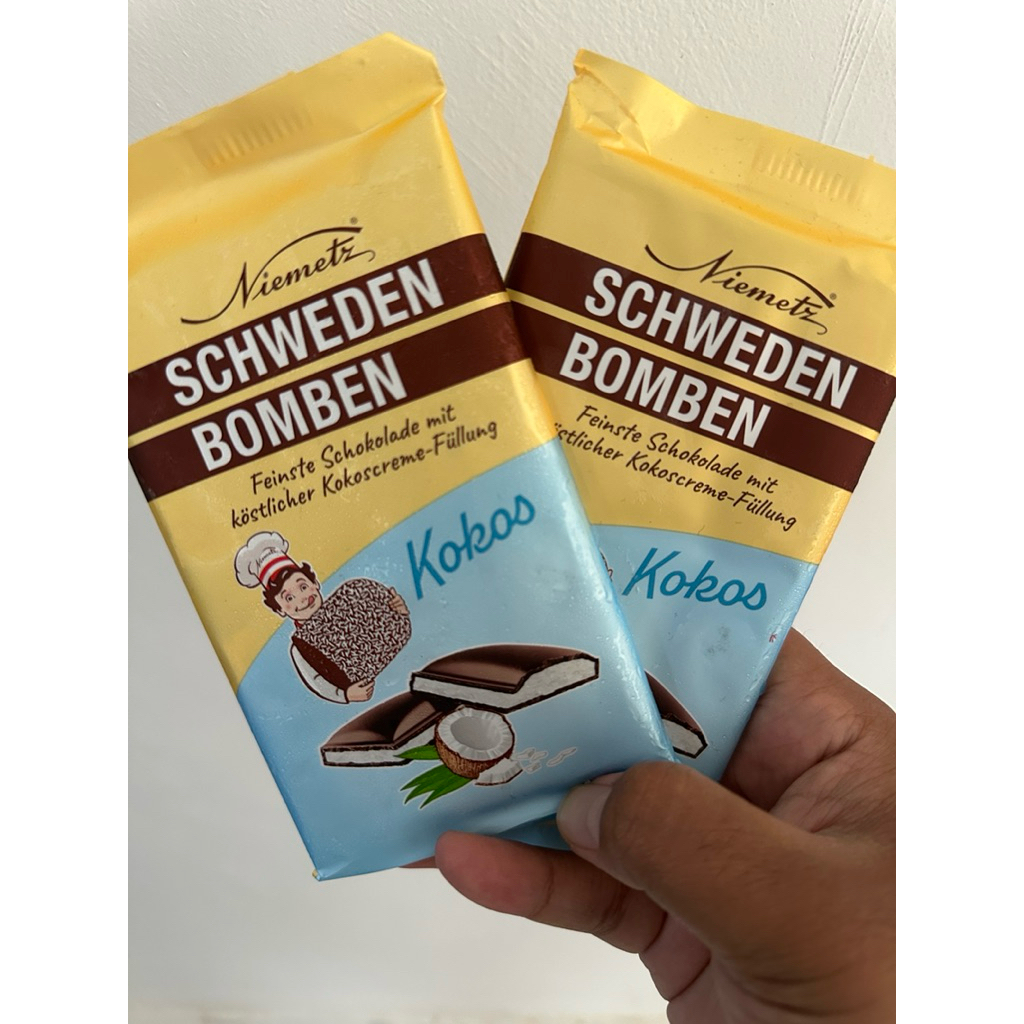 Niemetz®
SCHWEDEN
BOMBEN
Feinste Schokolade mit
köstlicher Kokoscreme-Füllung
Kokos
Niemetz®
SCHWEDEN
BOMBEN
Feinste Schokolade mit
östlicher Kokoscreme-Füllung
Kokos